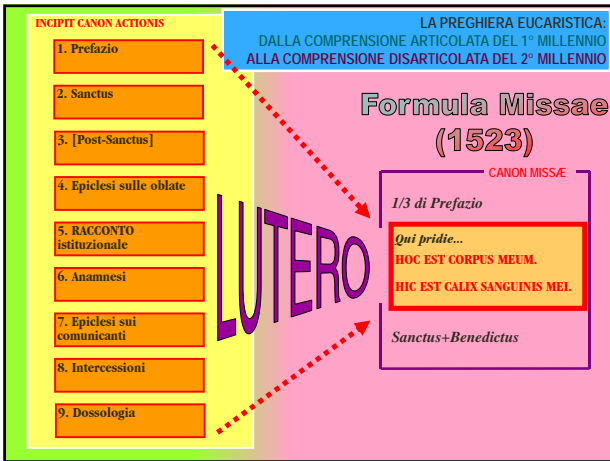 INCIPIT CANON ACTIONIS
1. Prefazio
2. Sanctus
3. [Post-Sanctus]
4. Epiclesi sulle oblate
5. RACCONTO
istituzionale
6. Anamnesi
7. Epiclesi sui
comunicanti
8. Intercessioni
9. Dossologia
LUTERO
LA PREGHIERA EUCARISTICA:
DALLA COMPRENSIONE ARTICOLATA DEL 1° MILLENNIO
ALLA COMPRENSIONE DISARTICOLATA DEL 2° MILLENNIO
Formula Missae
(1523)
CANON MISSÆ
1/3 di Prefazio
Qui pridie...
HOC EST CORPUS MEUM.
HIC EST CALIX SANGUINIS MEI.
Sanctus+Benedictus